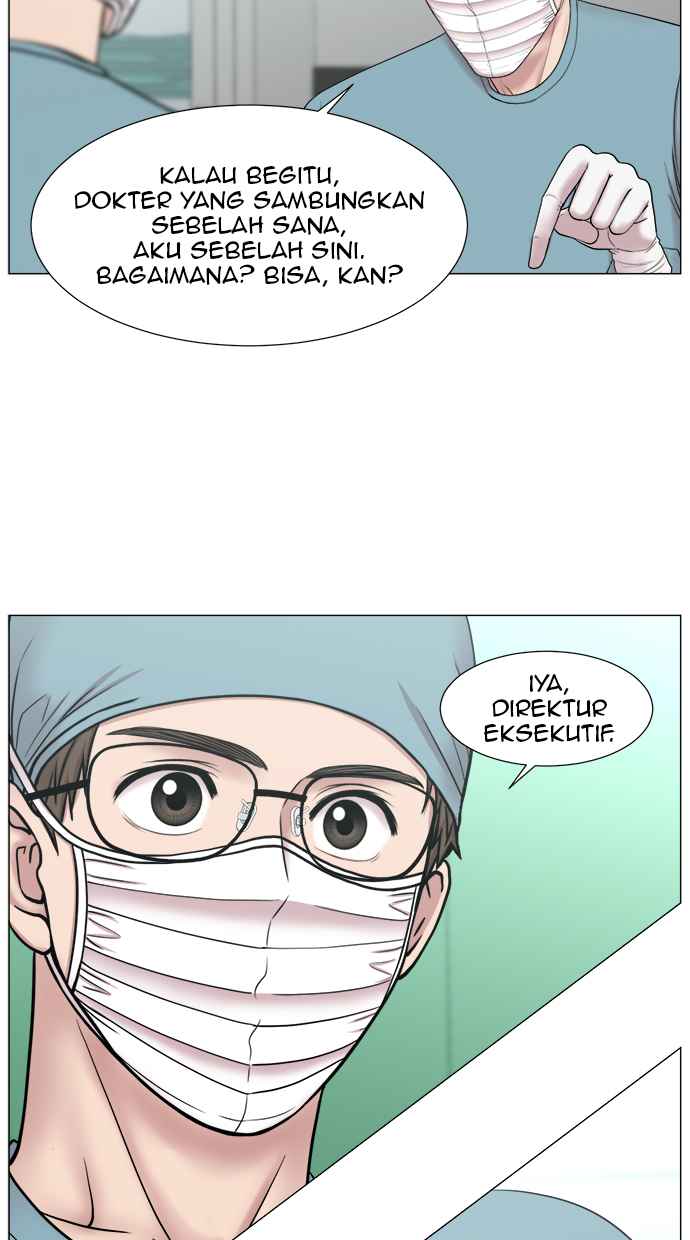 KALAU BEGITU,
DOKTER YANG SAMBUNGKAN
SEBELAH SANA,
AKU SEBELAH SINI.
BAGAIMANA? BISA, KAN?
IYA,
DIREKTUR
EKSEKUTIF.